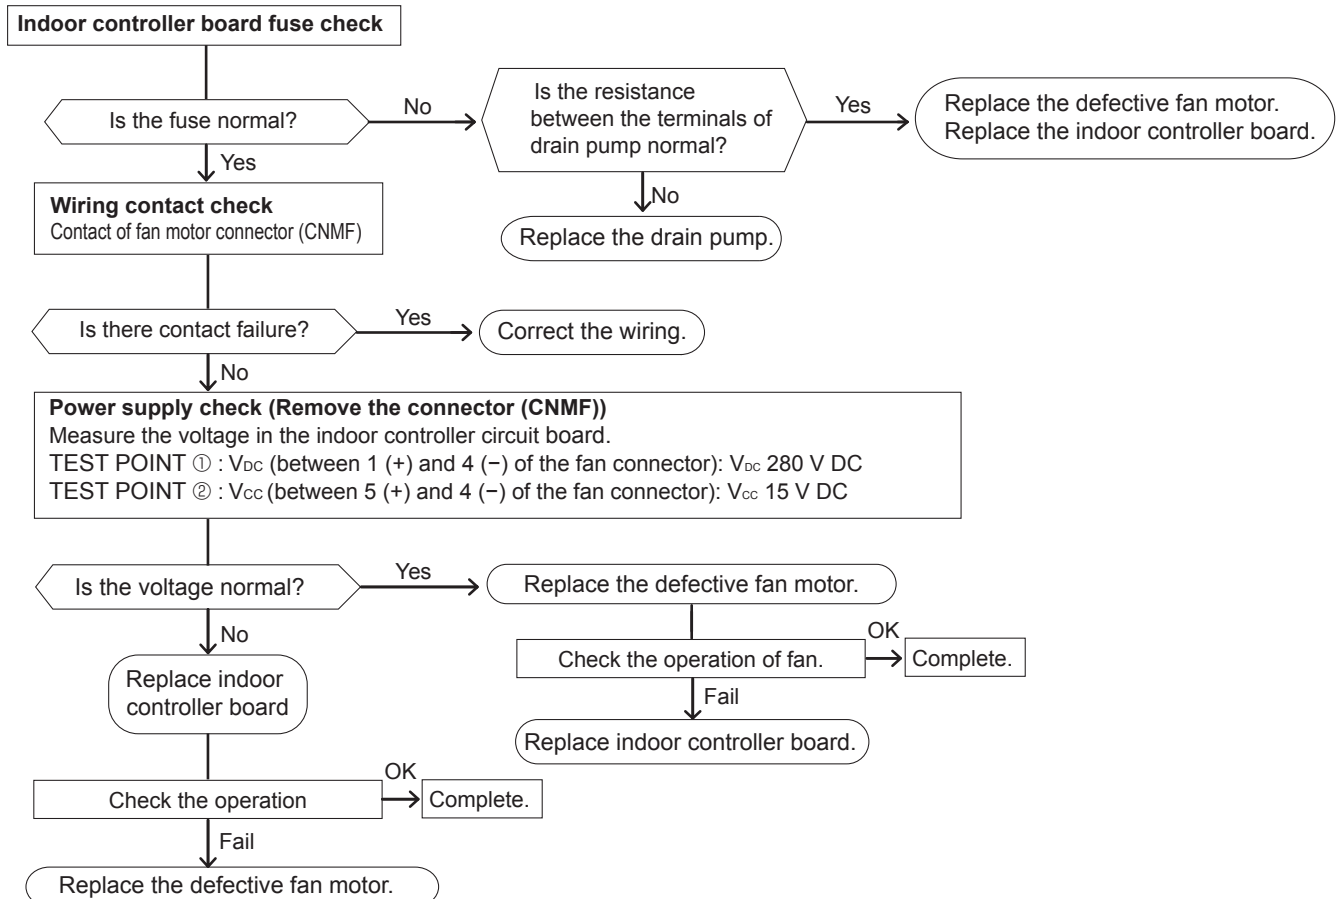 Indoor controller board fuse check
Is the fuse normal?
No
Is the resistance
between the terminals of
drain pump normal?
Yes
Replace the defective fan motor.
Replace the indoor controller board.
Yes
No
Wiring contact check
Contact of fan motor connector (CNMF)
Replace the drain pump.
Is there contact failure?
Yes
Correct the wiring.
No
Power supply check (Remove the connector (CNMF))
Measure the voltage in the indoor controller circuit board.
TEST POINT ① : VDC (between 1 (+) and 4 (−) of the fan connector): VDC 280 V DC
TEST POINT ② : VCC (between 5 (+) and 4 (−) of the fan connector): VCC 15 V DC
Is the voltage normal?
Yes
Replace the defective fan motor.
No
Check the operation of fan.
OK
Complete.
Fail
Replace indoor controller board.
Replace indoor
controller board
Check the operation
OK
Complete.
Fail
Replace the defective fan motor.